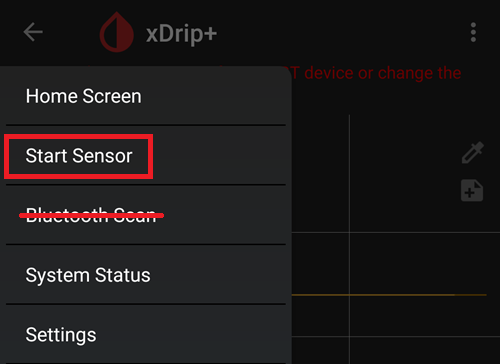 xDrip+
T device or change the
Home Screen
Start Sensor
Bluetooth Scan
System Status
Settings